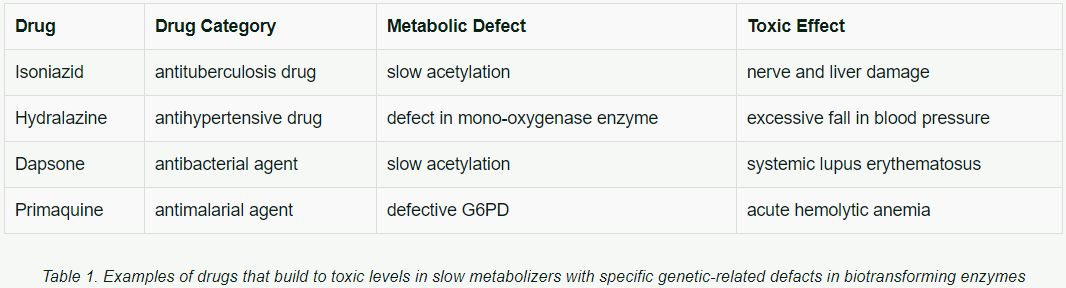 Drug Drug Category Metabolic Defect Toxic Effect
Isoniazid antituberculosis drug slow acetylation nerve and liver damage
Hydralazine antihypertensive drug defect in mono-oxygenase enzyme excessive fall in blood pressure
Dapsone antibacterial agent slow acetylation systemic lupus erythematosus
Primaquine antimalarial agent defective G6PD acute hemolytic anemia
Table 1. Examples of drugs that build to toxic levels in slow metabolizers with specific genetic-related defects in biotransforming enzymes